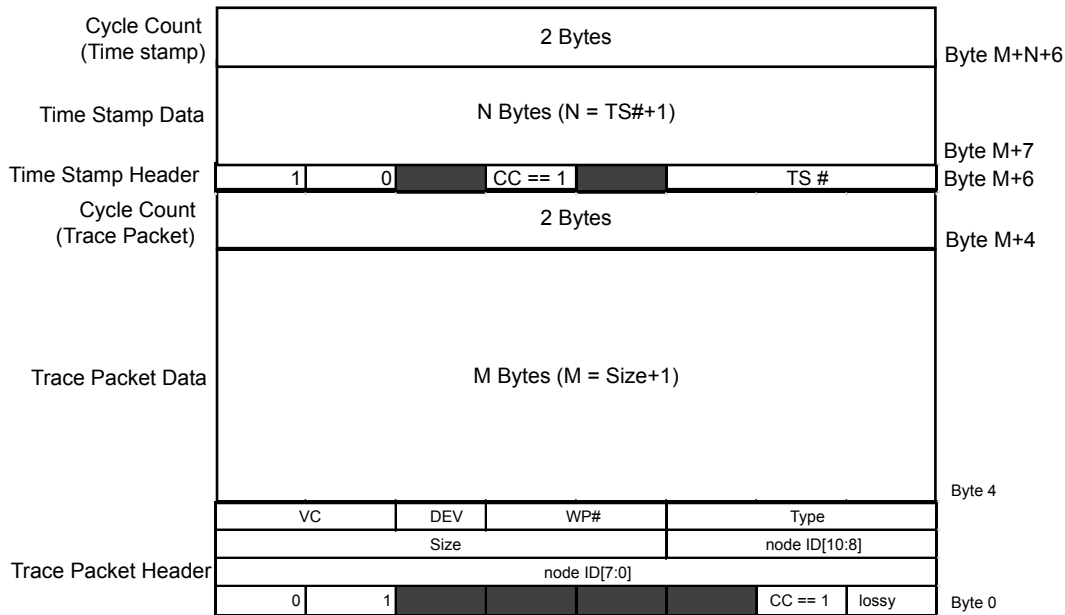 Cycle Count
(Time stamp)
2 Bytes
Byte M+N+6
Time Stamp Data
N Bytes (N = TS#+1)
Byte M+7
Time Stamp Header
1 0 CC == 1 TS #
Byte M+6
Cycle Count
(Trace Packet)
2 Bytes
Byte M+4
Trace Packet Data
M Bytes (M = Size+1)
Byte 4
VC DEV WP# Type
Size node ID[10:8]
Trace Packet Header
node ID[7:0]
0 1 CC == 1 lossy
Byte 0